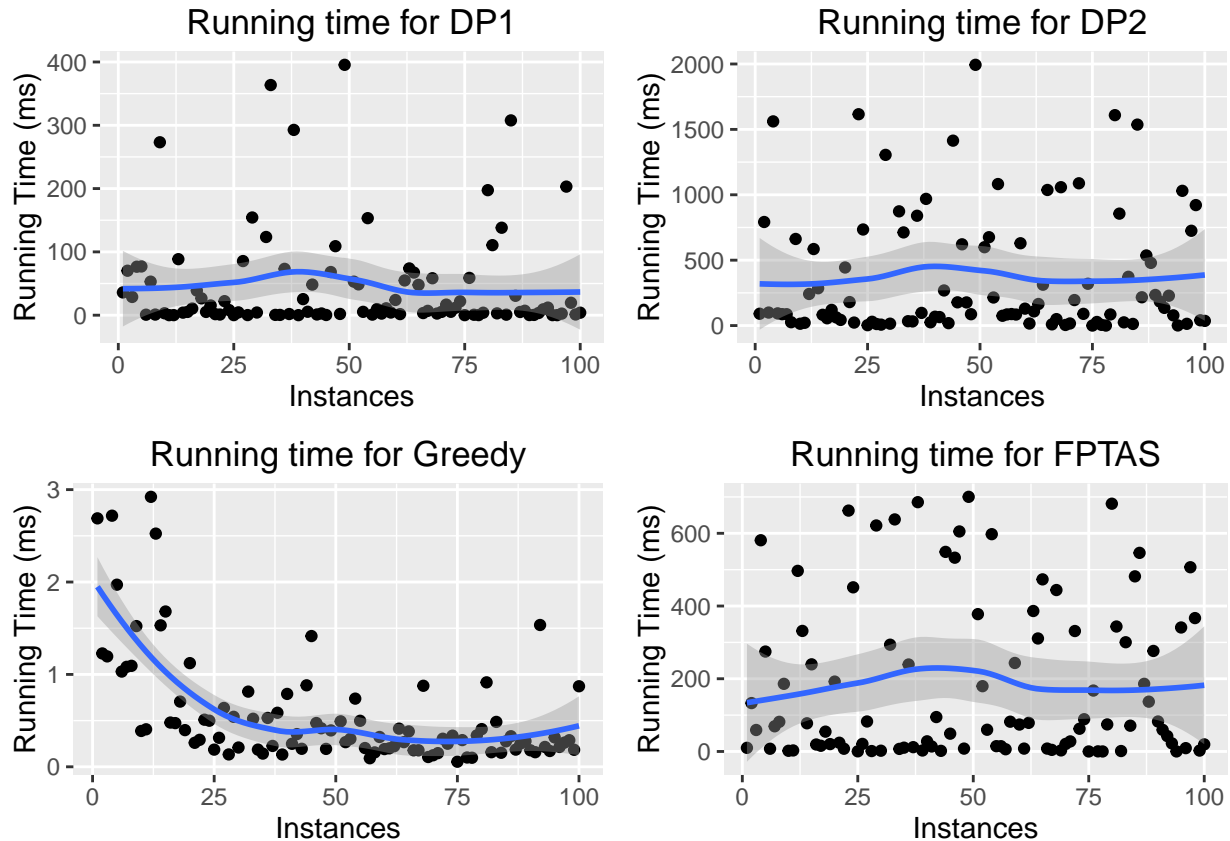 Running time for DP1
Running Time (ms)
400
300
200
100
0
0 25 50 75 100
Instances
Running time for DP2
Running Time (ms)
2000
1500
1000
500
0
0 25 50 75 100
Instances
Running time for Greedy
Running Time (ms)
3
2
1
0
0 25 50 75 100
Instances
Running time for FPTAS
Running Time (ms)
600
400
200
0
0 25 50 75 100
Instances